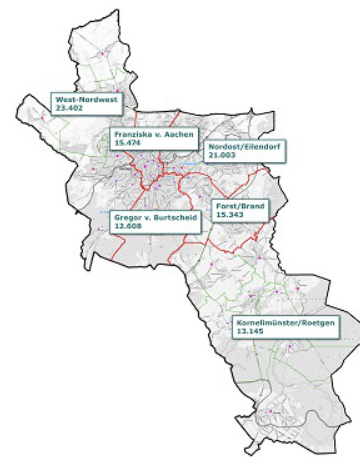 West-Nordwest
23.402
Franziska v. Aachen
15.474
Nordost/Eilendorf
21.003
Forst/Brand
15.343
Gregor v. Burtscheid
12.608
Kornelimünster/Roetgen
13.145